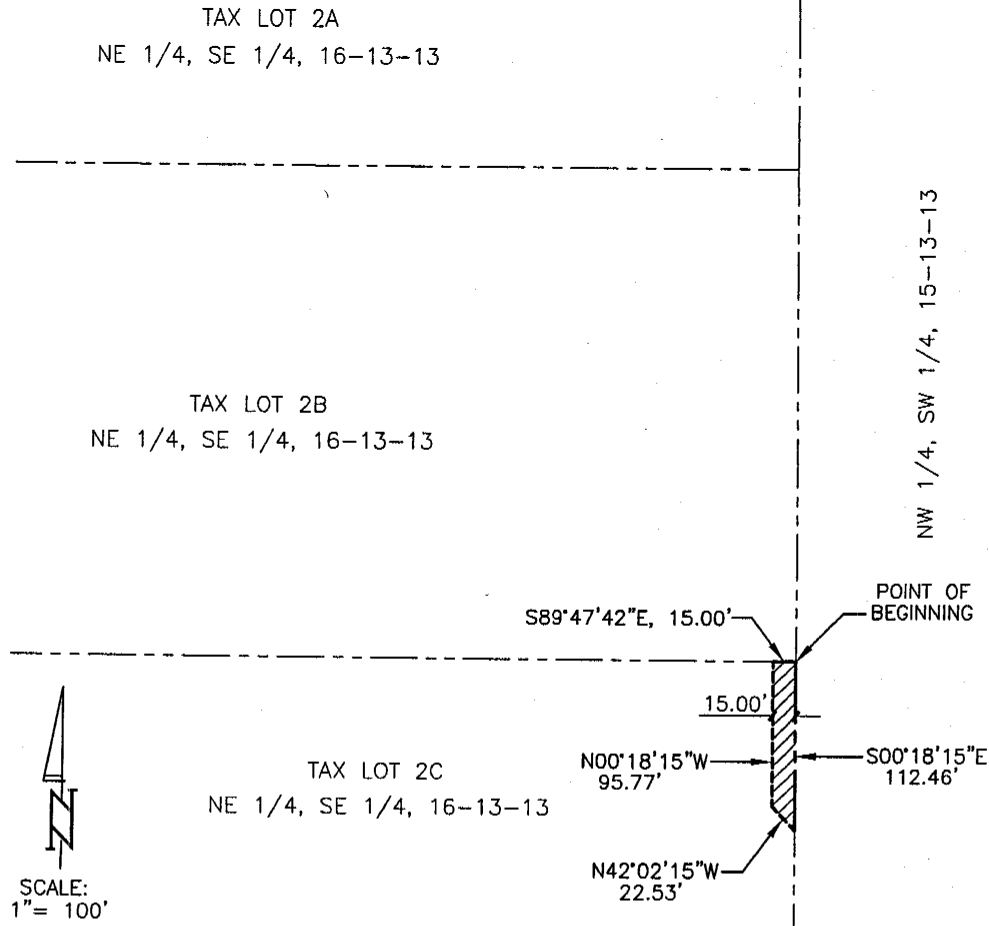 TAX LOT 2A
NE 1/4, SE 1/4, 16-13-13
NW 1/4, SW 1/4, 15-13-13
TAX LOT 2B
NE 1/4, SE 1/4, 16-13-13
POINT OF
BEGINNING
S89°47'42"E, 15.00'
15.00'
N00°18'15"W
95.77'
S00°18'15"E
112.46'
TAX LOT 2C
NE 1/4, SE 1/4, 16-13-13
N42°02'15"W
22.53'
N
SCALE:
1"= 100'